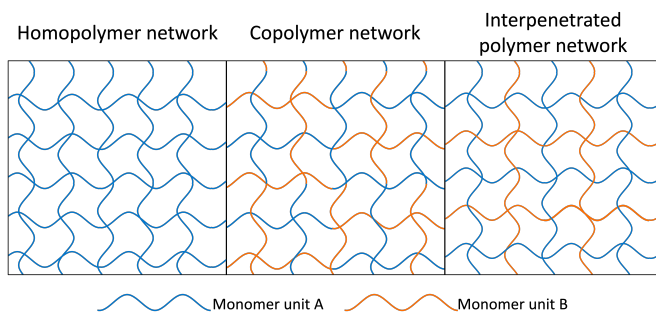 Homopolymer network
Copolymer network
Interpenetrated
polymer network
Monomer unit A
Monomer unit B